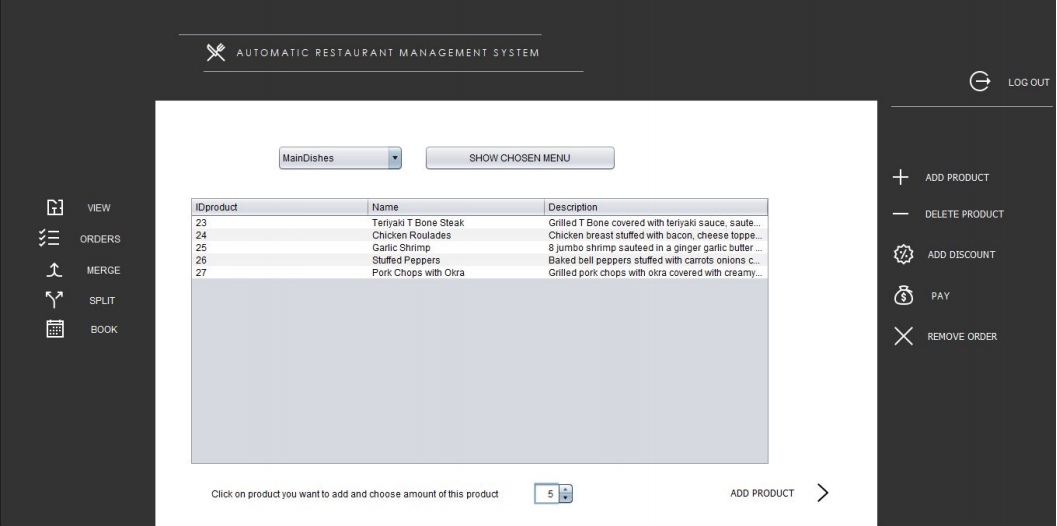 AUTOMATIC RESTAURANT MANAGEMENT SYSTEM
LOG OUT
MainDishes SHOW CHOSEN MENU
VIEW
ORDERS
MERGE
SPLIT
BOOK
IDproduct Name Description
23 Teriyaki T Bone Steak Grilled T Bone covered with teriyaki sauce, saute...
24 Chicken Roulades Chicken breast stuffed with bacon, cheese toppe...
25 Garlic Shrimp 8 jumbo shrimp sauteed in a ginger garlic butter ...
26 Stuffed Peppers Baked bell peppers stuffed with carrots onions c...
27 Pork Chops with Okra Grilled pork chops with okra covered with creamy...
Click on product you want to add and choose amount of this product 5 ADD PRODUCT
ADD PRODUCT
DELETE PRODUCT
ADD DISCOUNT
PAY
REMOVE ORDER